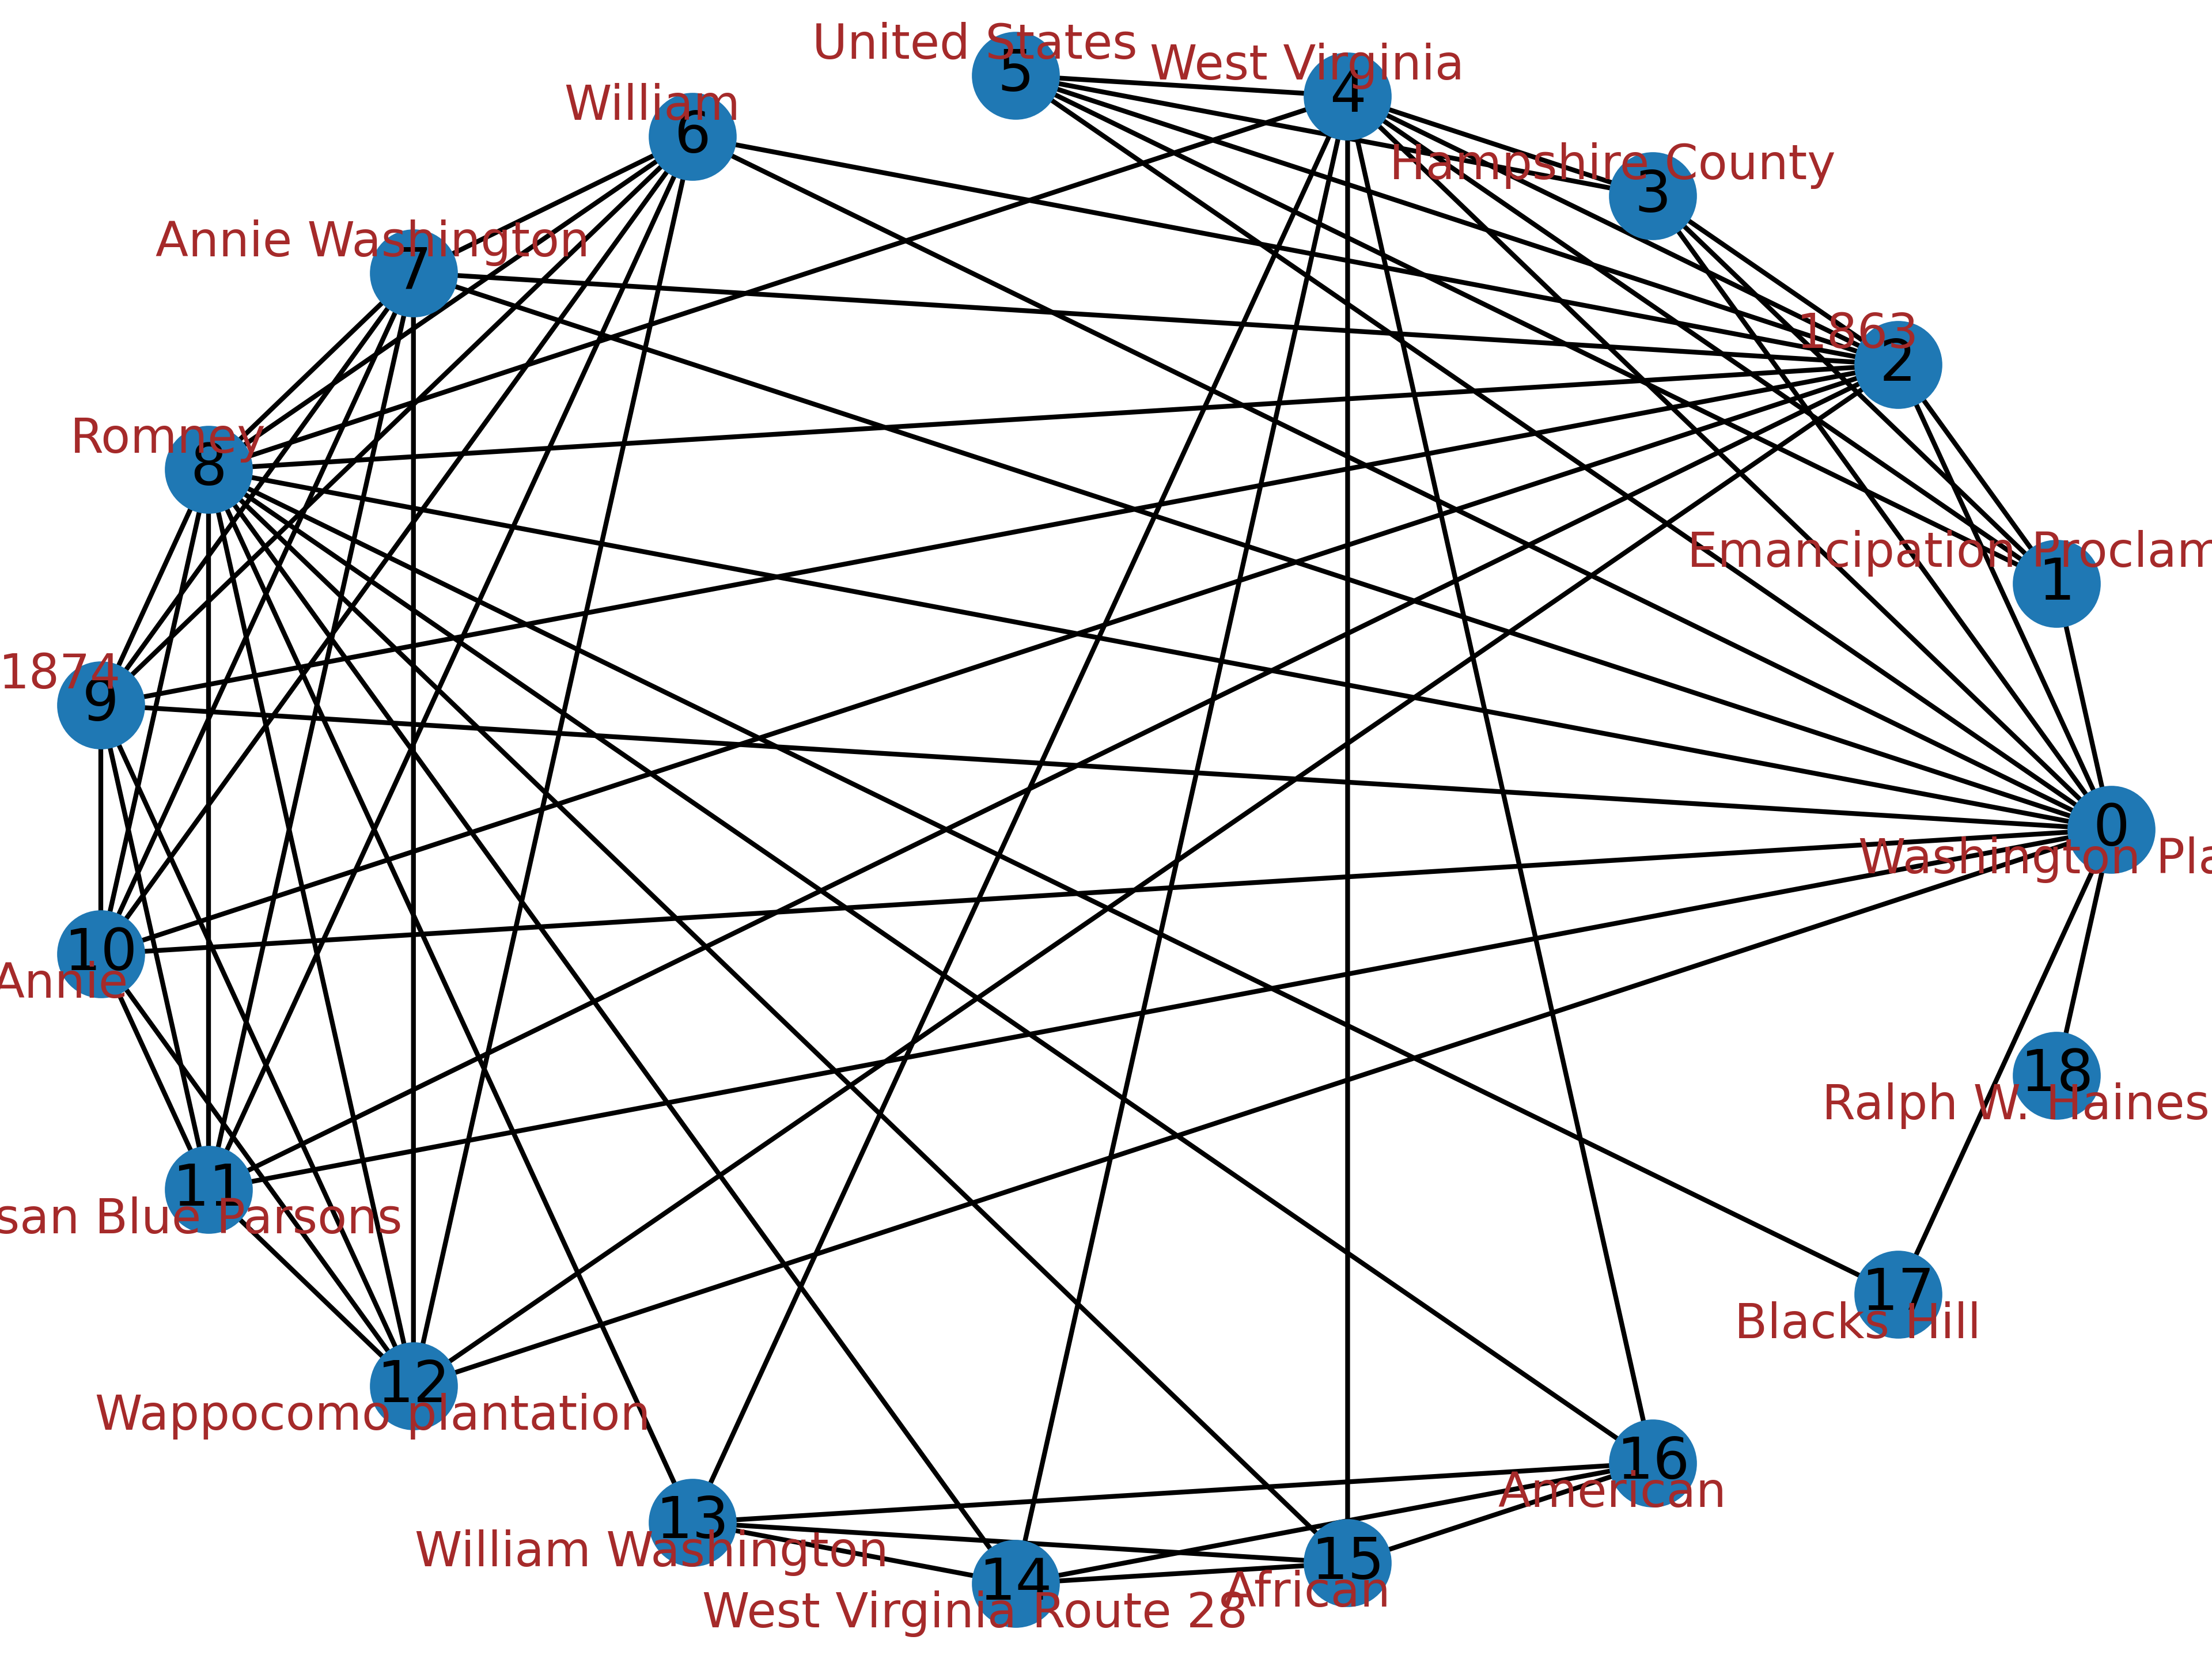 United States
5
West Virginia
4
William
6
Hampshire County
3
Annie Washington
7
1863
2
Romney
8
Emancipation Proclam
1
1874
9
0
Washington Pla
10
Annie
18
Ralph W. Haines
11
san Blue Parsons
17
Blacks Hill
12
Wappocomo plantation
16
American
13
William Washington
15
African
14
West Virginia Route 28